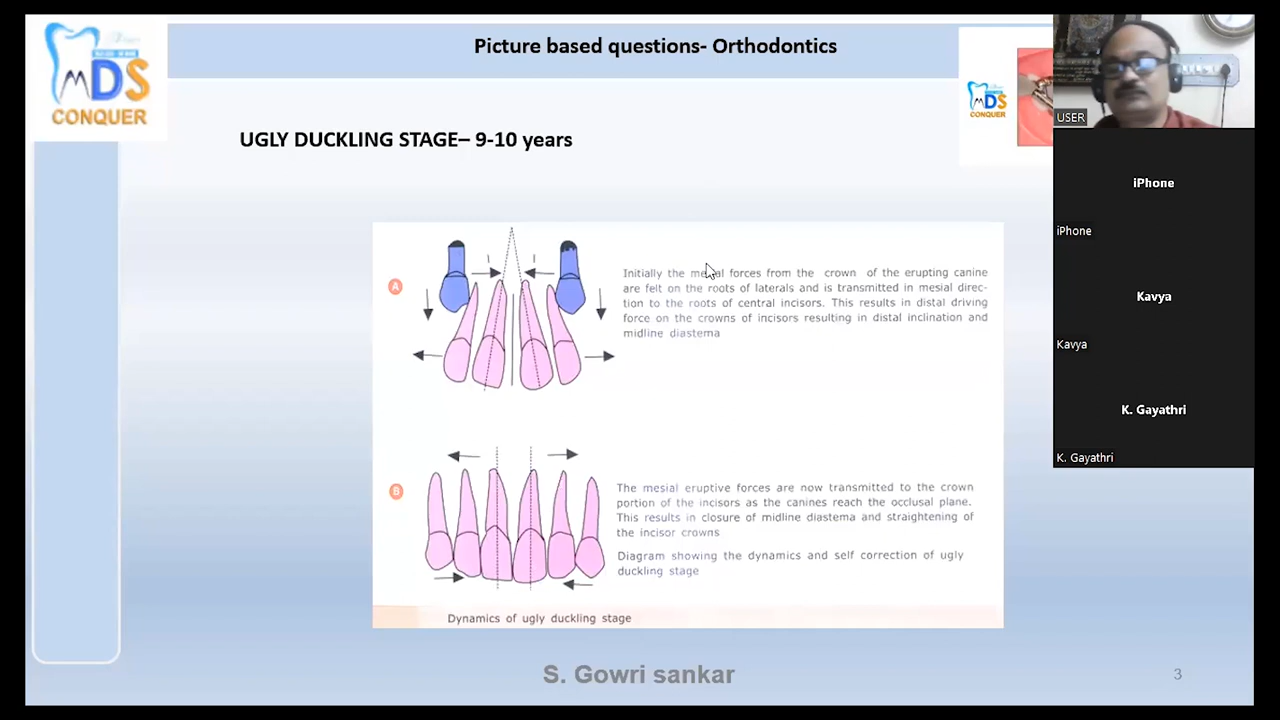 Picture based questions- Orthodontics
MDS
CONQUER
MDS
CONQUER
UGLY DUCKLING STAGE– 9-10 years
A
Initially the mesial forces from the crown of the erupting canine
are felt on the roots of laterals and is transmitted in mesial direc-
tion to the roots of central incisors. This results in distal driving
force on the crowns of incisors resulting in distal inclination and
midline diastema
B
The mesial eruptive forces are now transmitted to the crown
portion of the incisors as the canines reach the occlusal plane.
This results in closure of midline diastema and straightening of
the incisor crowns
Diagram showing the dynamics and self correction of ugly
duckling stage
Dynamics of ugly duckling stage
S. Gowri sankar
3
USER
iPhone
iPhone
Kavya
Kavya
K. Gayathri
K. Gayathri